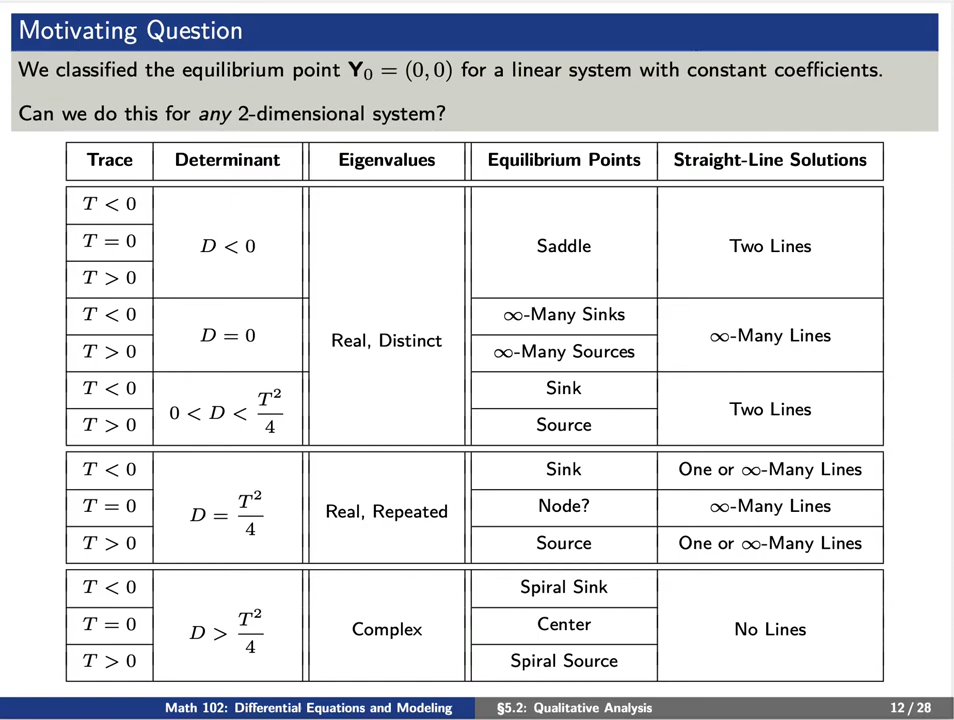 Motivating Question
We classified the equilibrium point Y₀ = (0, 0) for a linear system with constant coefficients.
Can we do this for any 2-dimensional system?
Trace Determinant Eigenvalues Equilibrium Points Straight-Line Solutions
T < 0
T = 0 D < 0 Saddle Two Lines
T > 0
T < 0 ∞-Many Sinks
D = 0 Real, Distinct ∞-Many Lines
T > 0 ∞-Many Sources
T < 0 Sink
0 < D < T²/4 Two Lines
T > 0 Source
T < 0 Sink One or ∞-Many Lines
T = 0 D = T²/4 Real, Repeated Node? ∞-Many Lines
T > 0 Source One or ∞-Many Lines
T < 0 Spiral Sink
T = 0 D > T²/4 Complex Center No Lines
T > 0 Spiral Source
Math 102: Differential Equations and Modeling §5.2: Qualitative Analysis 12 / 28